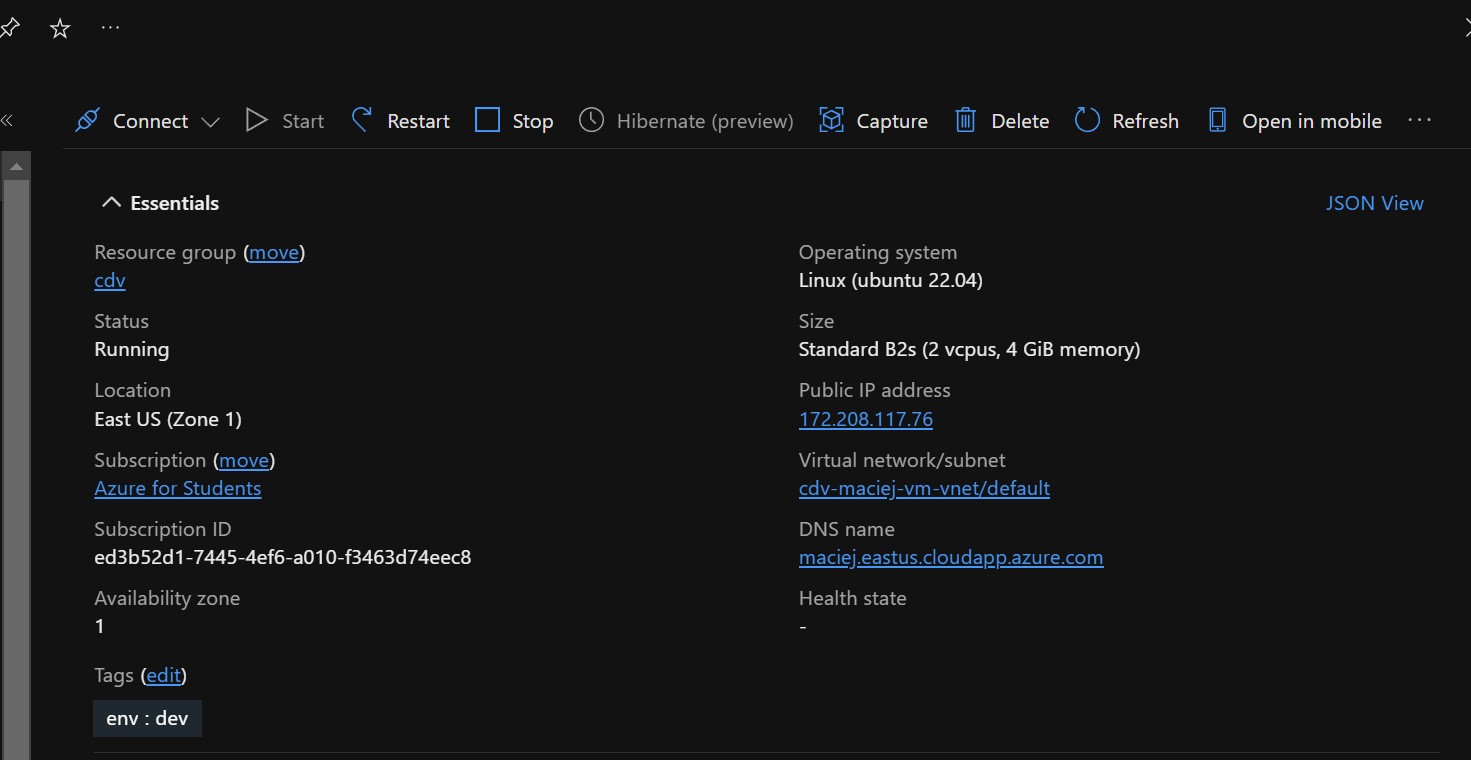 Connect Start Restart Stop Hibernate (preview) Capture Delete Refresh Open in mobile ...
Essentials JSON View
Resource group (move)
cdv
Status
Running
Location
East US (Zone 1)
Subscription (move)
Azure for Students
Subscription ID
ed3b52d1-7445-4ef6-a010-f3463d74eec8
Availability zone
1
Operating system
Linux (ubuntu 22.04)
Size
Standard B2s (2 vcpus, 4 GiB memory)
Public IP address
172.208.117.76
Virtual network/subnet
cdv-maciej-vm-vnet/default
DNS name
maciej.eastus.cloudapp.azure.com
Health state
-
Tags (edit)
env : dev